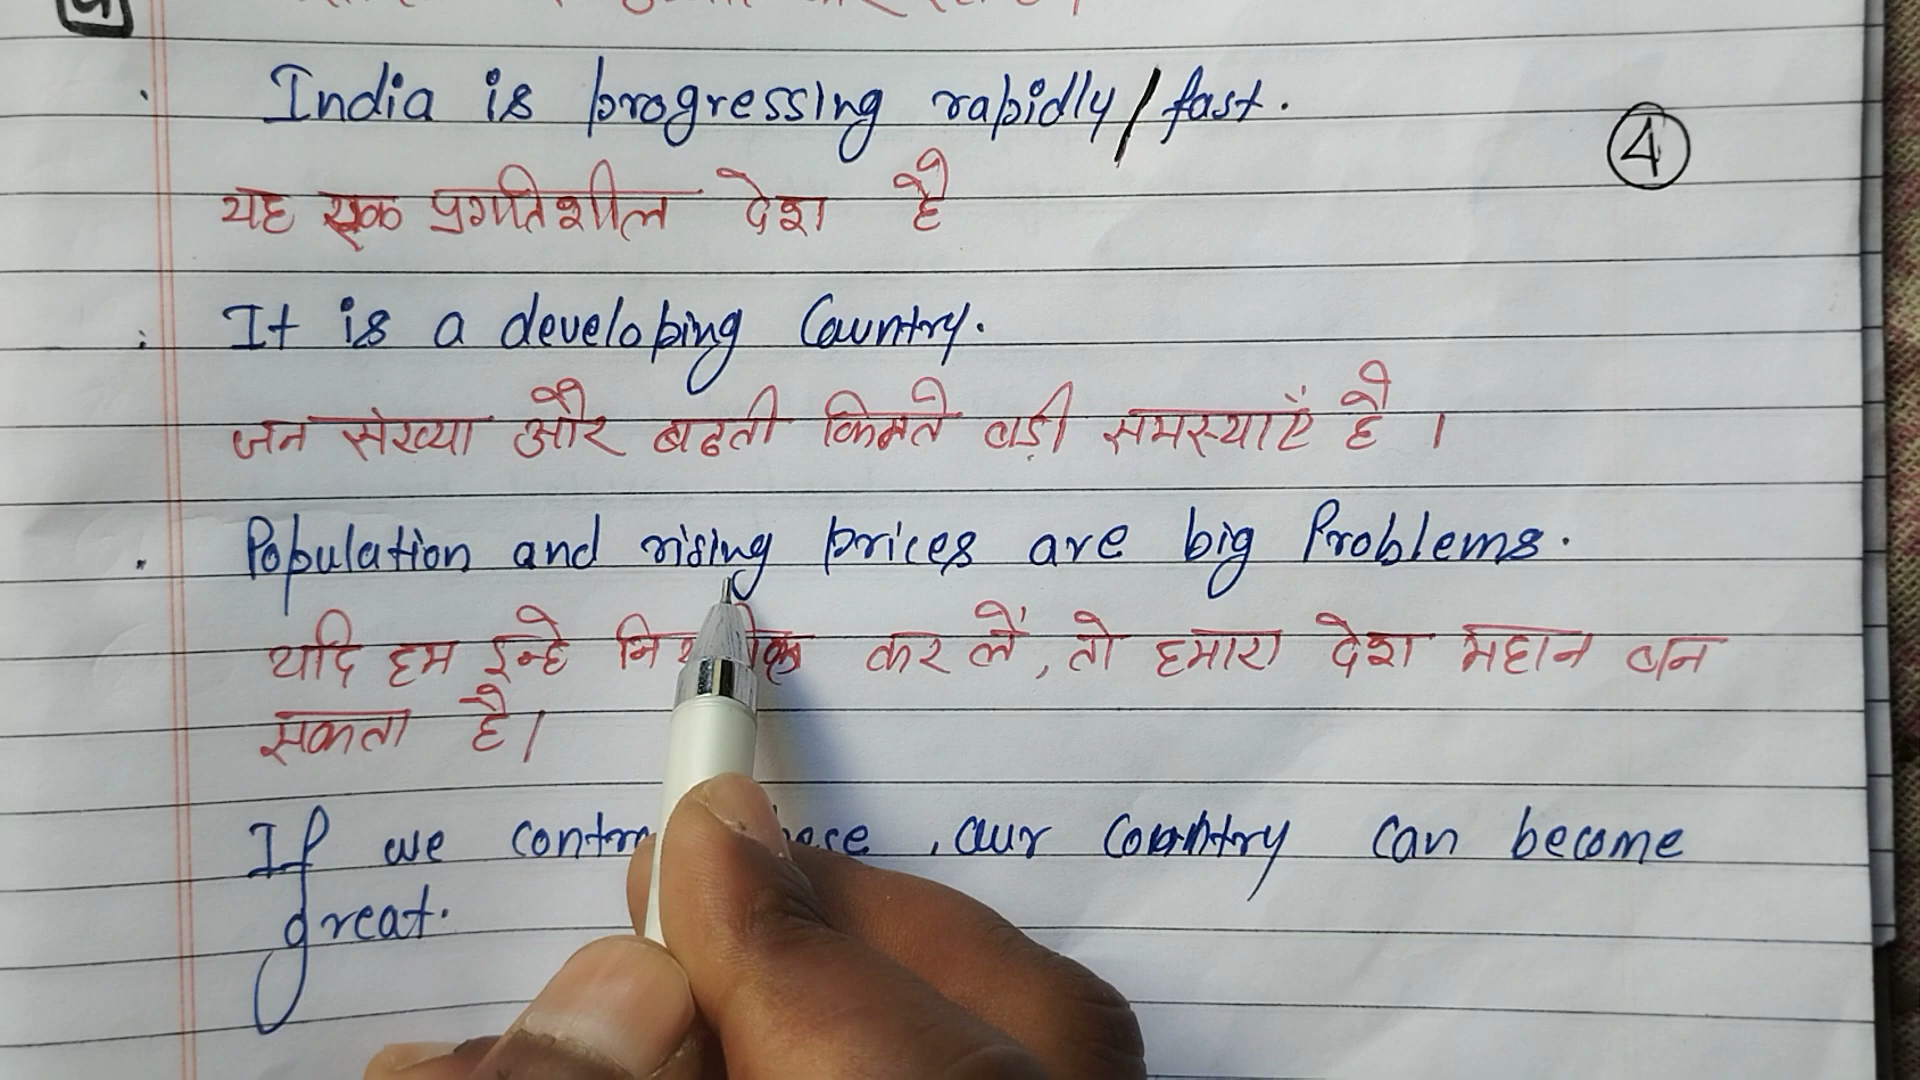 India is progressing rapidly/fast.
④
यह एक प्रगतिशील देश है
It is a developing Country.
जन संख्या और बढती किमते बड़ी समस्याएँ है ।
Population and rising prices are big Problems.
यदि हम इन्हे कर लें, तो हमारा देश महान बन
सकता है।
If we our Country can become
great.